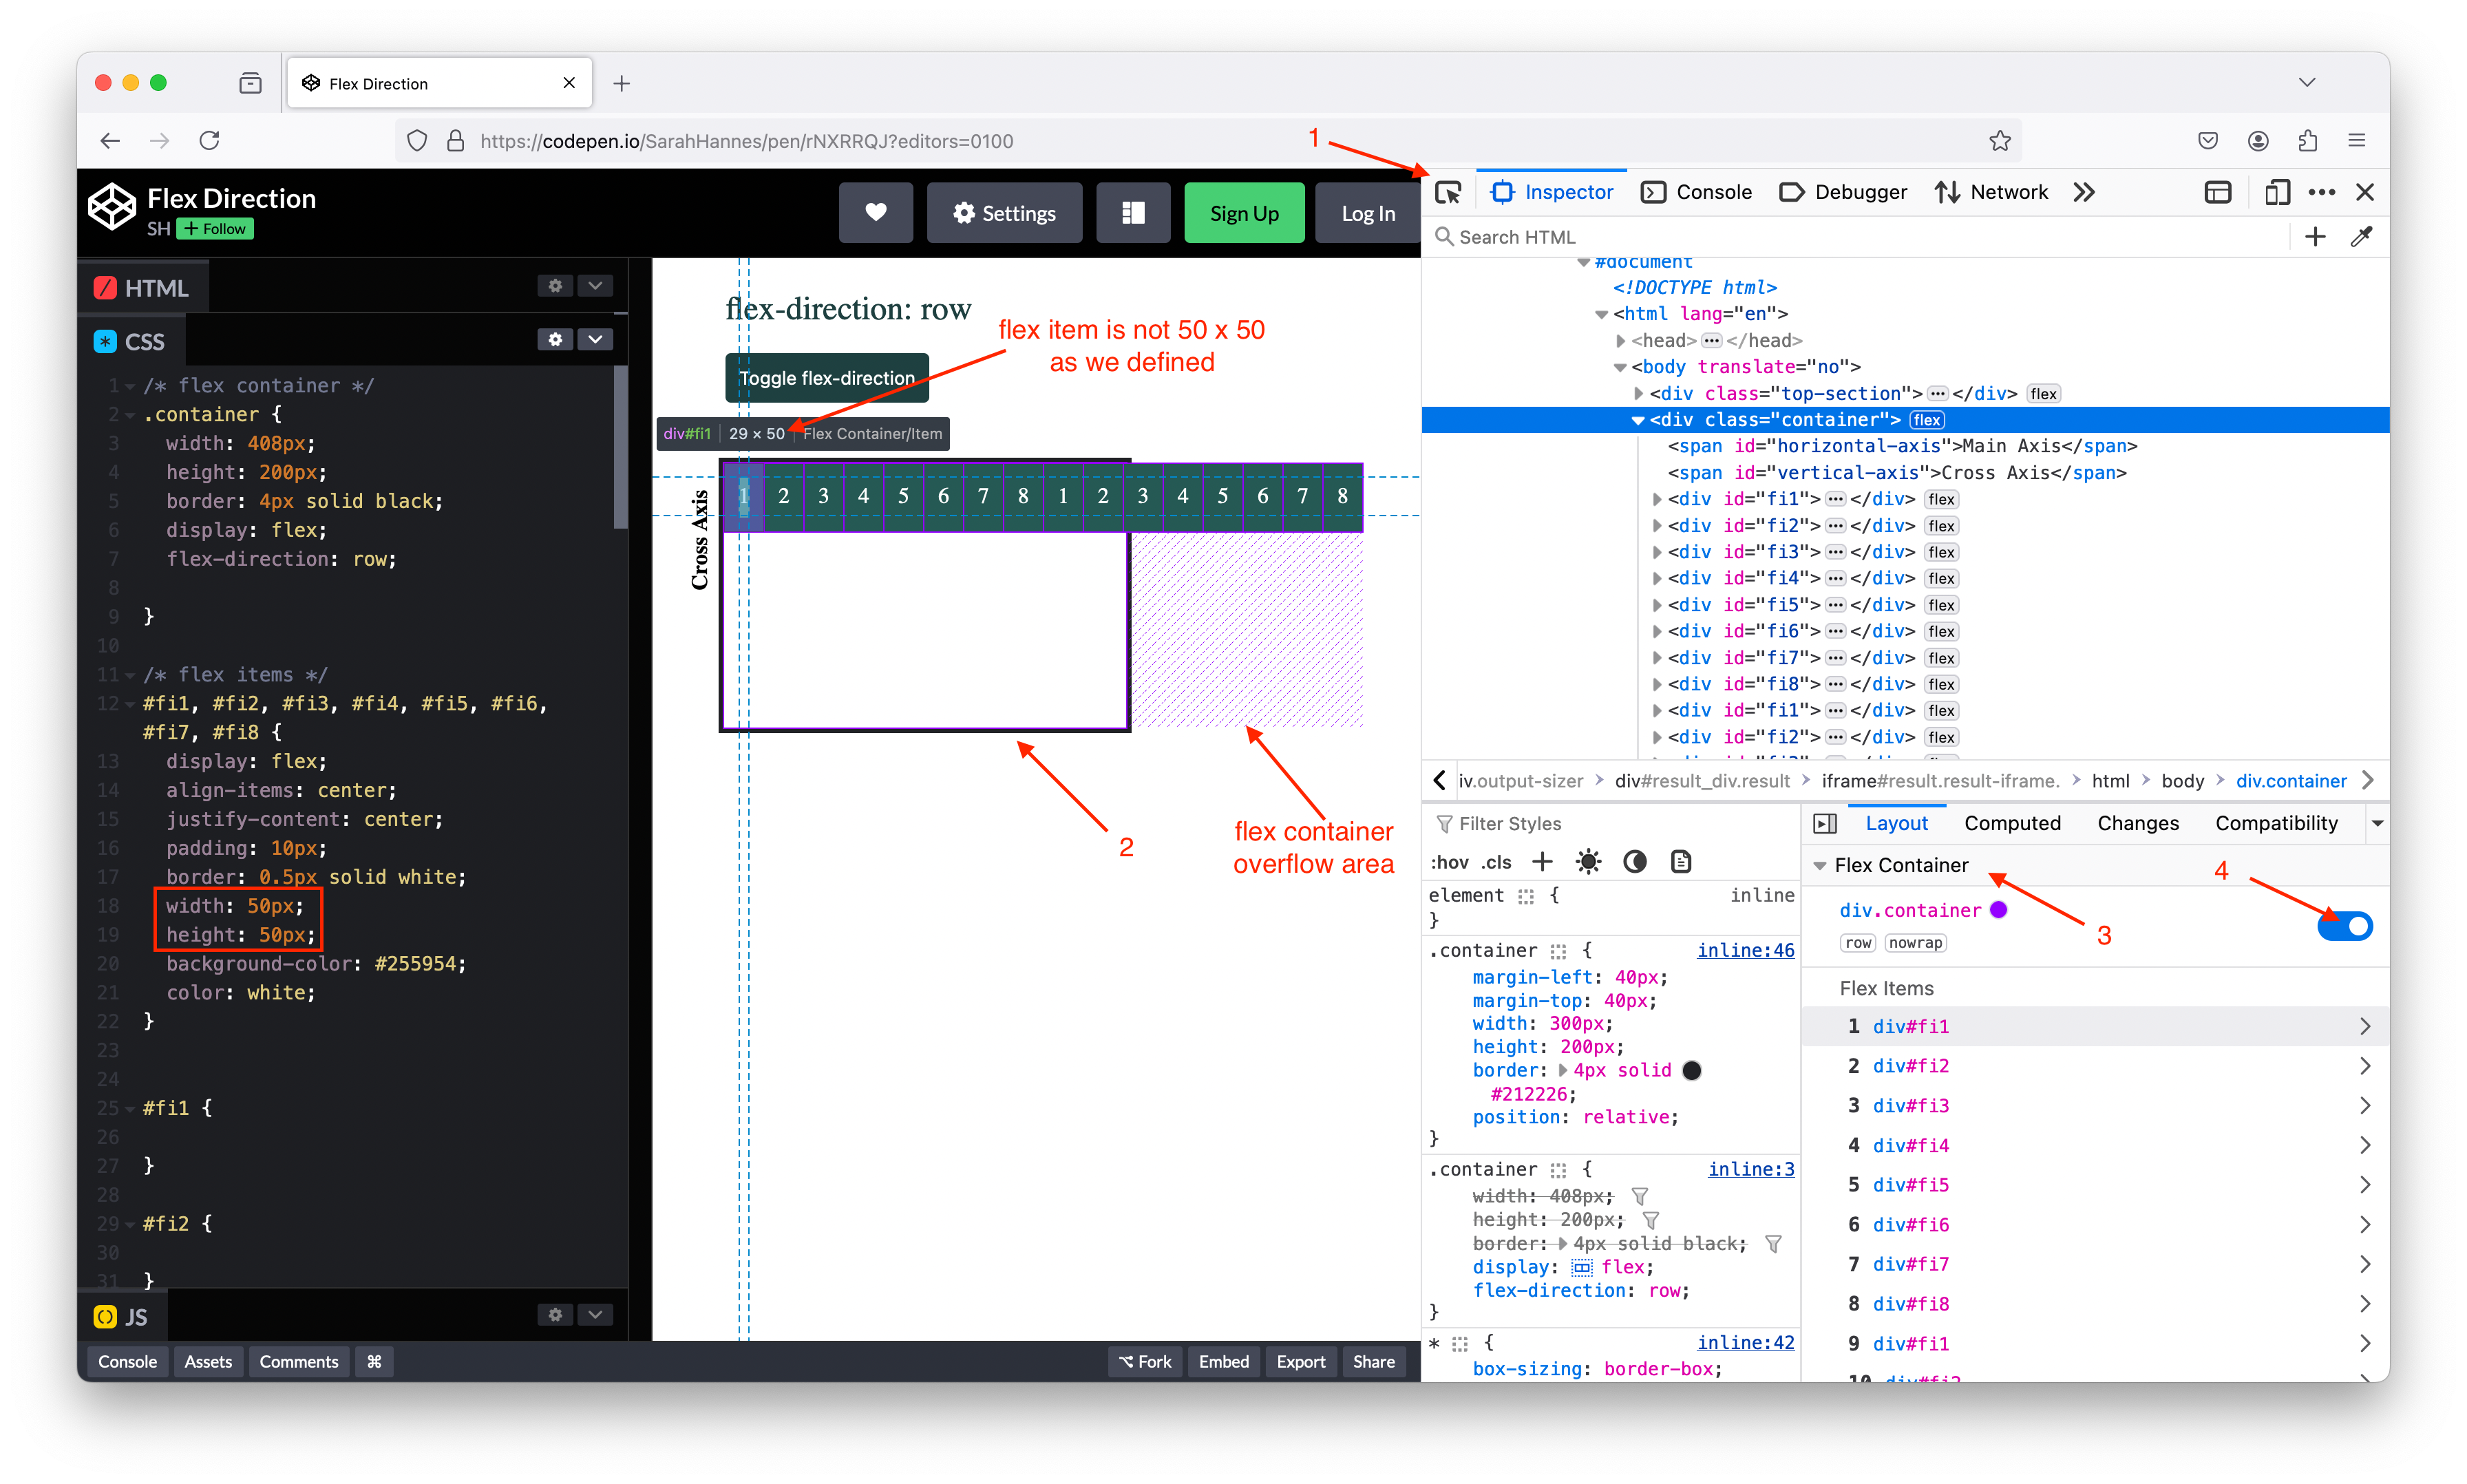 Flex Direction
https://codepen.io/SarahHannes/pen/rNXRRQJ?editors=0100
1
Flex Direction
SH + Follow
Settings
Sign Up
Log In
HTML
CSS
1 /* flex container */
2 .container {
3 width: 408px;
4 height: 200px;
5 border: 4px solid black;
6 display: flex;
7 flex-direction: row;
8
9 }
10
11 /* flex items */
12 #fi1, #fi2, #fi3, #fi4, #fi5, #fi6,
#fi7, #fi8 {
13 display: flex;
14 align-items: center;
15 justify-content: center;
16 padding: 10px;
17 border: 0.5px solid white;
18 width: 50px;
19 height: 50px;
20 background-color: #255954;
21 color: white;
22 }
23
24
25 #fi1 {
26
27 }
28
29 #fi2 {
30
31 }
JS
Console Assets Comments ⌘
Fork Embed Export Share
flex-direction: row
flex item is not 50 x 50
as we defined
Toggle flex-direction
div#fi1 | 29 × 50 | Flex Container/Item
Cross Axis
1 2 3 4 5 6 7 8 1 2 3 4 5 6 7 8
2
flex container
overflow area
Inspector Console Debugger Network
Search HTML
#document
<!DOCTYPE html>
<html lang="en">
<head> ••• </head>
<body translate="no">
<div class="top-section"> ••• </div> flex
<div class="container"> flex
<span id="horizontal-axis">Main Axis</span>
<span id="vertical-axis">Cross Axis</span>
<div id="fi1"> ••• </div> flex
<div id="fi2"> ••• </div> flex
<div id="fi3"> ••• </div> flex
<div id="fi4"> ••• </div> flex
<div id="fi5"> ••• </div> flex
<div id="fi6"> ••• </div> flex
<div id="fi7"> ••• </div> flex
<div id="fi8"> ••• </div> flex
<div id="fi1"> ••• </div> flex
<div id="fi2"> ••• </div> flex
iv.output-sizer > div#result_div.result > iframe#result.result-iframe. > html > body > div.container
Filter Styles
:hov .cls
element { inline
}
.container { inline:46
margin-left: 40px;
margin-top: 40px;
width: 300px;
height: 200px;
border: 4px solid
#212226;
position: relative;
}
.container { inline:3
width: 408px;
height: 200px;
border: 4px solid black;
display: flex;
flex-direction: row;
}
* { inline:42
box-sizing: border-box;
Layout Computed Changes Compatibility
Flex Container
4
div.container
3
row nowrap
Flex Items
1 div#fi1
2 div#fi2
3 div#fi3
4 div#fi4
5 div#fi5
6 div#fi6
7 div#fi7
8 div#fi8
9 div#fi1
10 div#fi2